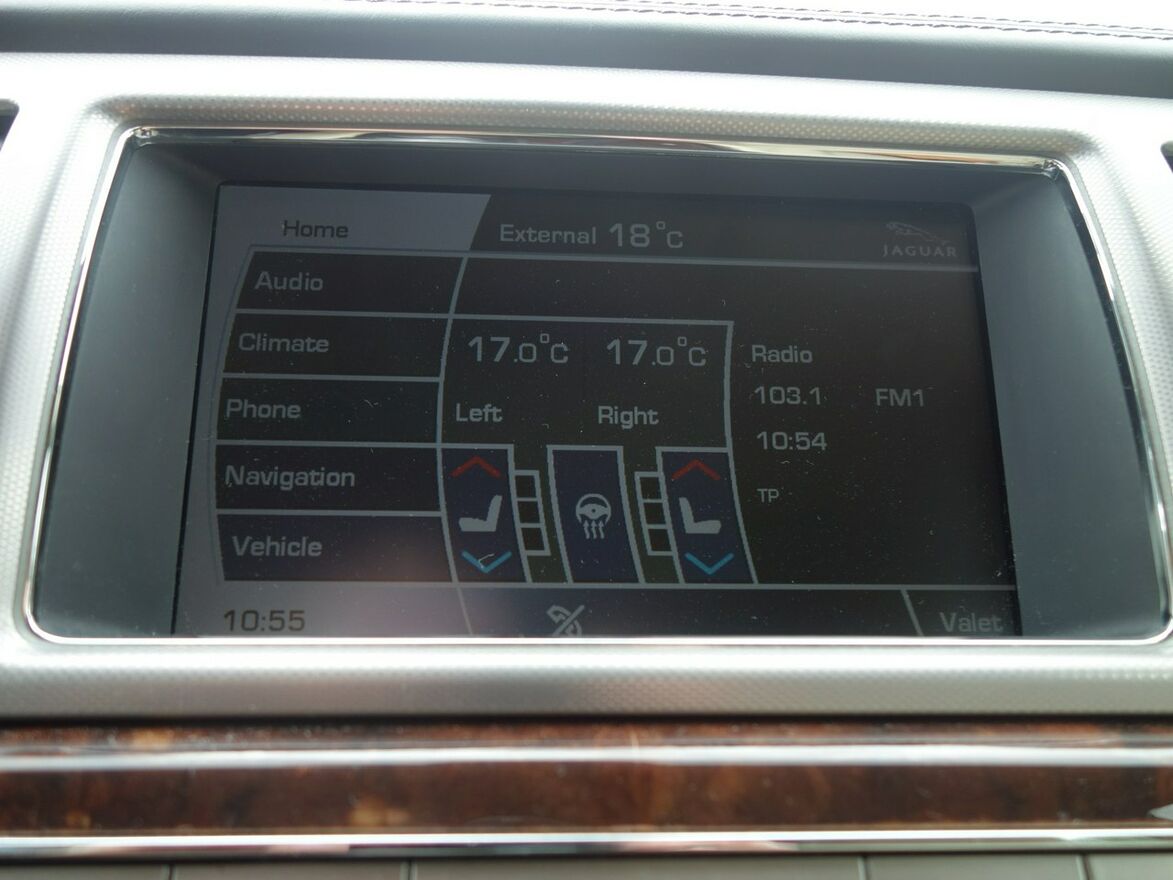 Home
External 18°C
JAGUAR
Audio
Climate
Phone
Navigation
Vehicle
17.0°C
17.0°C
Left
Right
Radio
103.1
FM1
10:54
TP
10:55
Valet